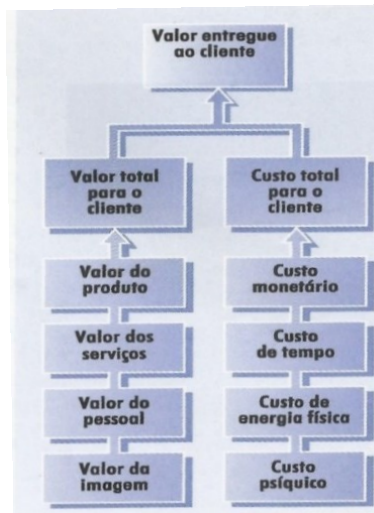 Valor entregue
ao cliente
Valor total
para o
cliente
Custo total
para o
cliente
Valor do
produto
Custo
monetário
Valor dos
serviços
Custo
de tempo
Valor do
pessoal
Custo de
energia física
Valor da
imagem
Custo
psíquico